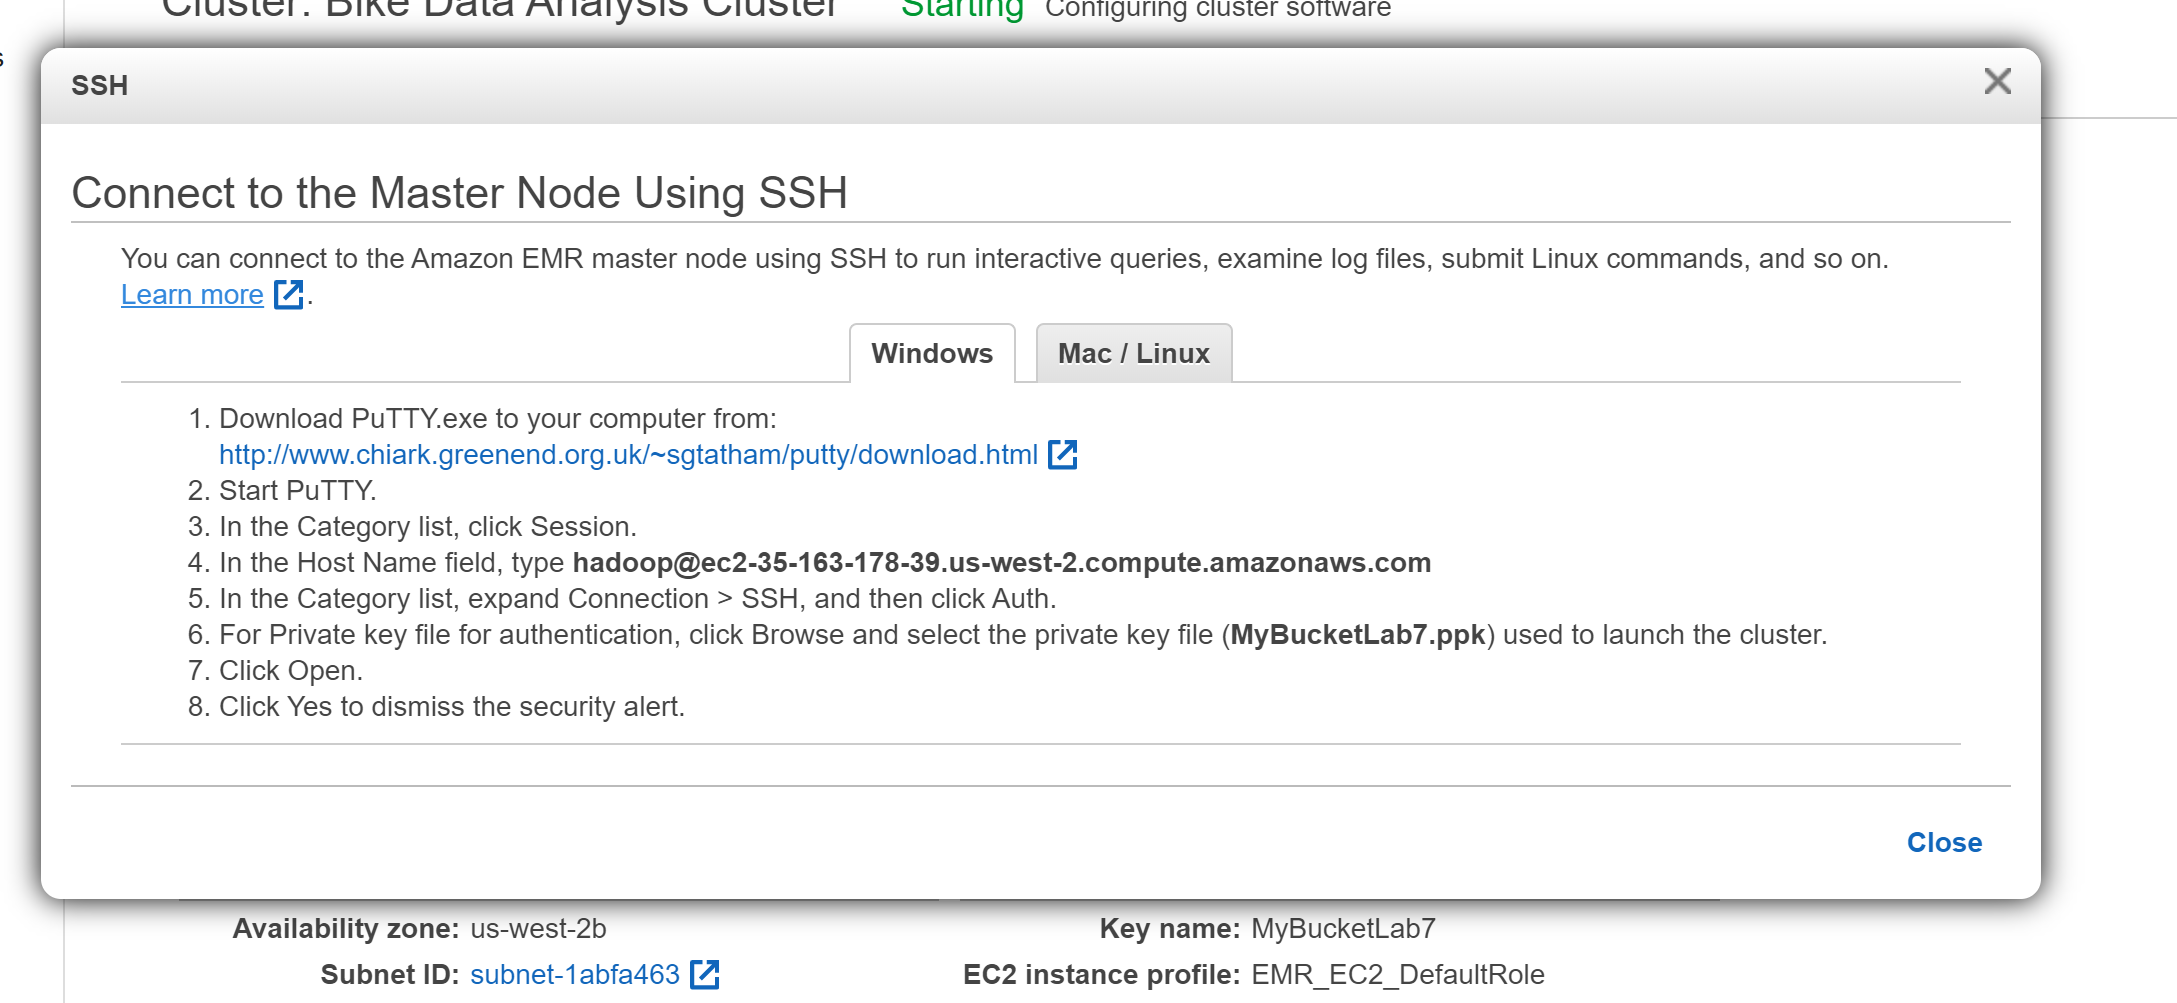 Cluster: Bike Data Analysis Cluster Starting Configuring cluster software
s
SSH
Connect to the Master Node Using SSH
You can connect to the Amazon EMR master node using SSH to run interactive queries, examine log files, submit Linux commands, and so on.
Learn more .
Windows Mac / Linux
1. Download PuTTY.exe to your computer from:
http://www.chiark.greenend.org.uk/~sgtatham/putty/download.html
2. Start PuTTY.
3. In the Category list, click Session.
4. In the Host Name field, type hadoop@ec2-35-163-178-39.us-west-2.compute.amazonaws.com
5. In the Category list, expand Connection > SSH, and then click Auth.
6. For Private key file for authentication, click Browse and select the private key file (MyBucketLab7.ppk) used to launch the cluster.
7. Click Open.
8. Click Yes to dismiss the security alert.
Close
Availability zone: us-west-2b Key name: MyBucketLab7
Subnet ID: subnet-1abfa463 EC2 instance profile: EMR_EC2_DefaultRole